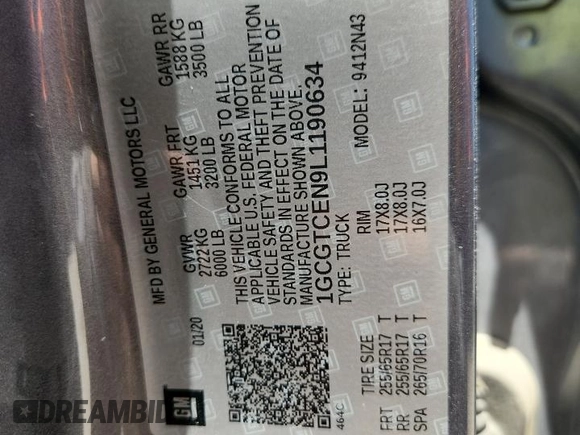 MFD BY GENERAL MOTORS LLC
01/20
GVWR
2722 KG
6000 LB
GAWR FRT
1451 KG
3200 LB
GAWR RR
1588 KG
3500 LB
THIS VEHICLE CONFORMS TO ALL
APPLICABLE U.S. FEDERAL MOTOR
VEHICLE SAFETY AND THEFT PREVENTION
STANDARDS IN EFFECT ON THE DATE OF
MANUFACTURE SHOWN ABOVE.
1GCGTCEN9L1190634
TYPE: TRUCK
MODEL: 9412N43
TIRE SIZE RIM
FRT 255/65R17 T 17X8.0J
RR 255/65R17 T 17X8.0J
SPA 265/70R16 T 16X7.0J
464C
GM
DREAMBID